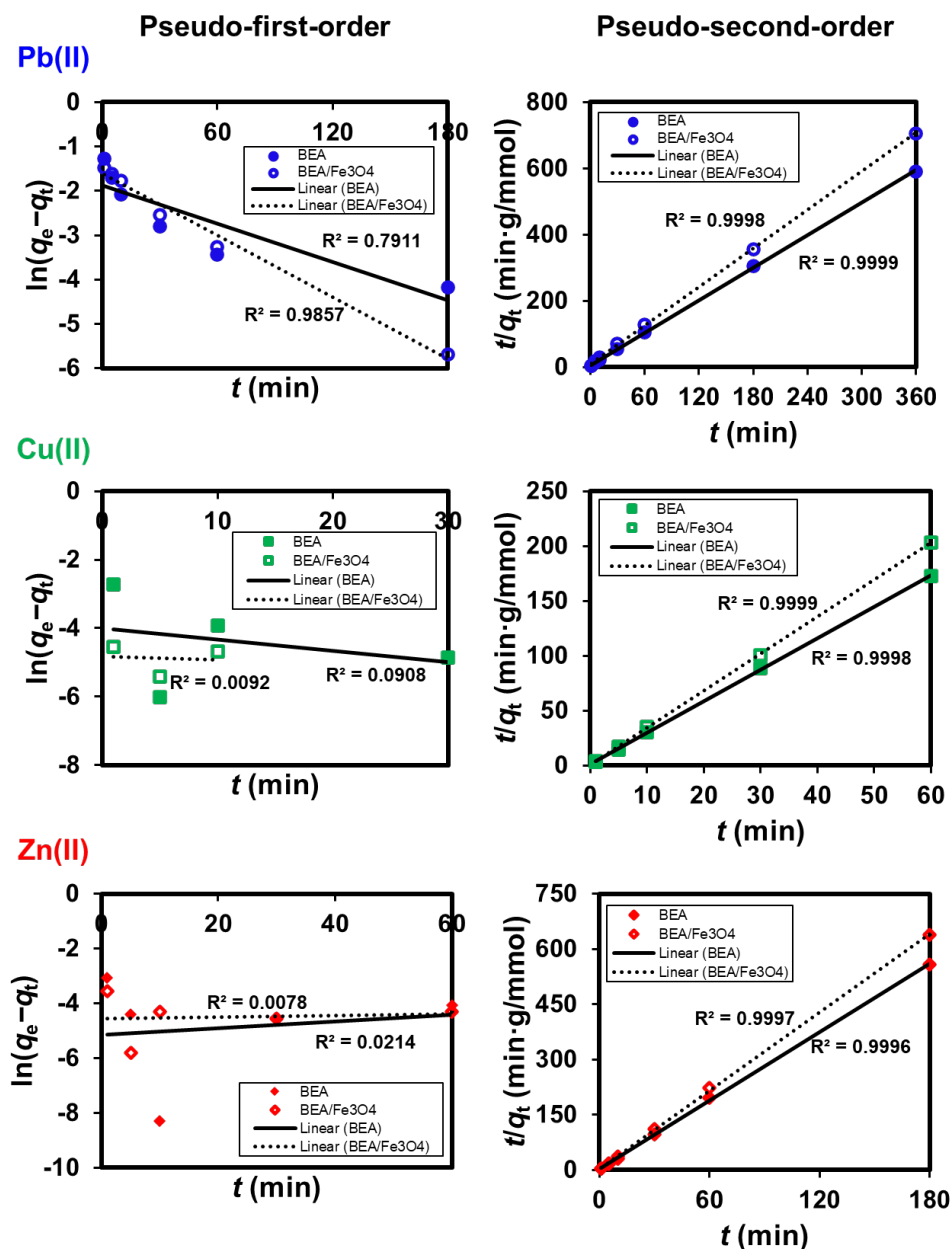 Pseudo-first-order
Pseudo-second-order
Pb(II)
0
-1
-2
-3
-4
-5
-6
0
60
120
180
BEA
BEA/Fe3O4
Linear (BEA)
Linear (BEA/Fe3O4)
R² = 0.7911
R² = 0.9857
ln(qe−qt)
t (min)
800
600
400
200
0
BEA
BEA/Fe3O4
Linear (BEA)
Linear (BEA/Fe3O4)
R² = 0.9998
R² = 0.9999
t/qt (min·g/mmol)
0 60 120 180 240 300 360
t (min)
Cu(II)
0
-2
-4
-6
-8
0
10
20
30
BEA
BEA/Fe3O4
Linear (BEA)
Linear (BEA/Fe3O4)
R² = 0.0092
R² = 0.0908
ln(qe−qt)
t (min)
250
200
150
100
50
0
BEA
BEA/Fe3O4
Linear (BEA)
Linear (BEA/Fe3O4)
R² = 0.9999
R² = 0.9998
t/qt (min·g/mmol)
0 10 20 30 40 50 60
t (min)
Zn(II)
0
-2
-4
-6
-8
-10
0
20
40
60
R² = 0.0078
R² = 0.0214
BEA
BEA/Fe3O4
Linear (BEA)
Linear (BEA/Fe3O4)
ln(qe−qt)
t (min)
750
600
450
300
150
0
BEA
BEA/Fe3O4
Linear (BEA)
Linear (BEA/Fe3O4)
R² = 0.9997
R² = 0.9996
t/qt (min·g/mmol)
0 60 120 180
t (min)